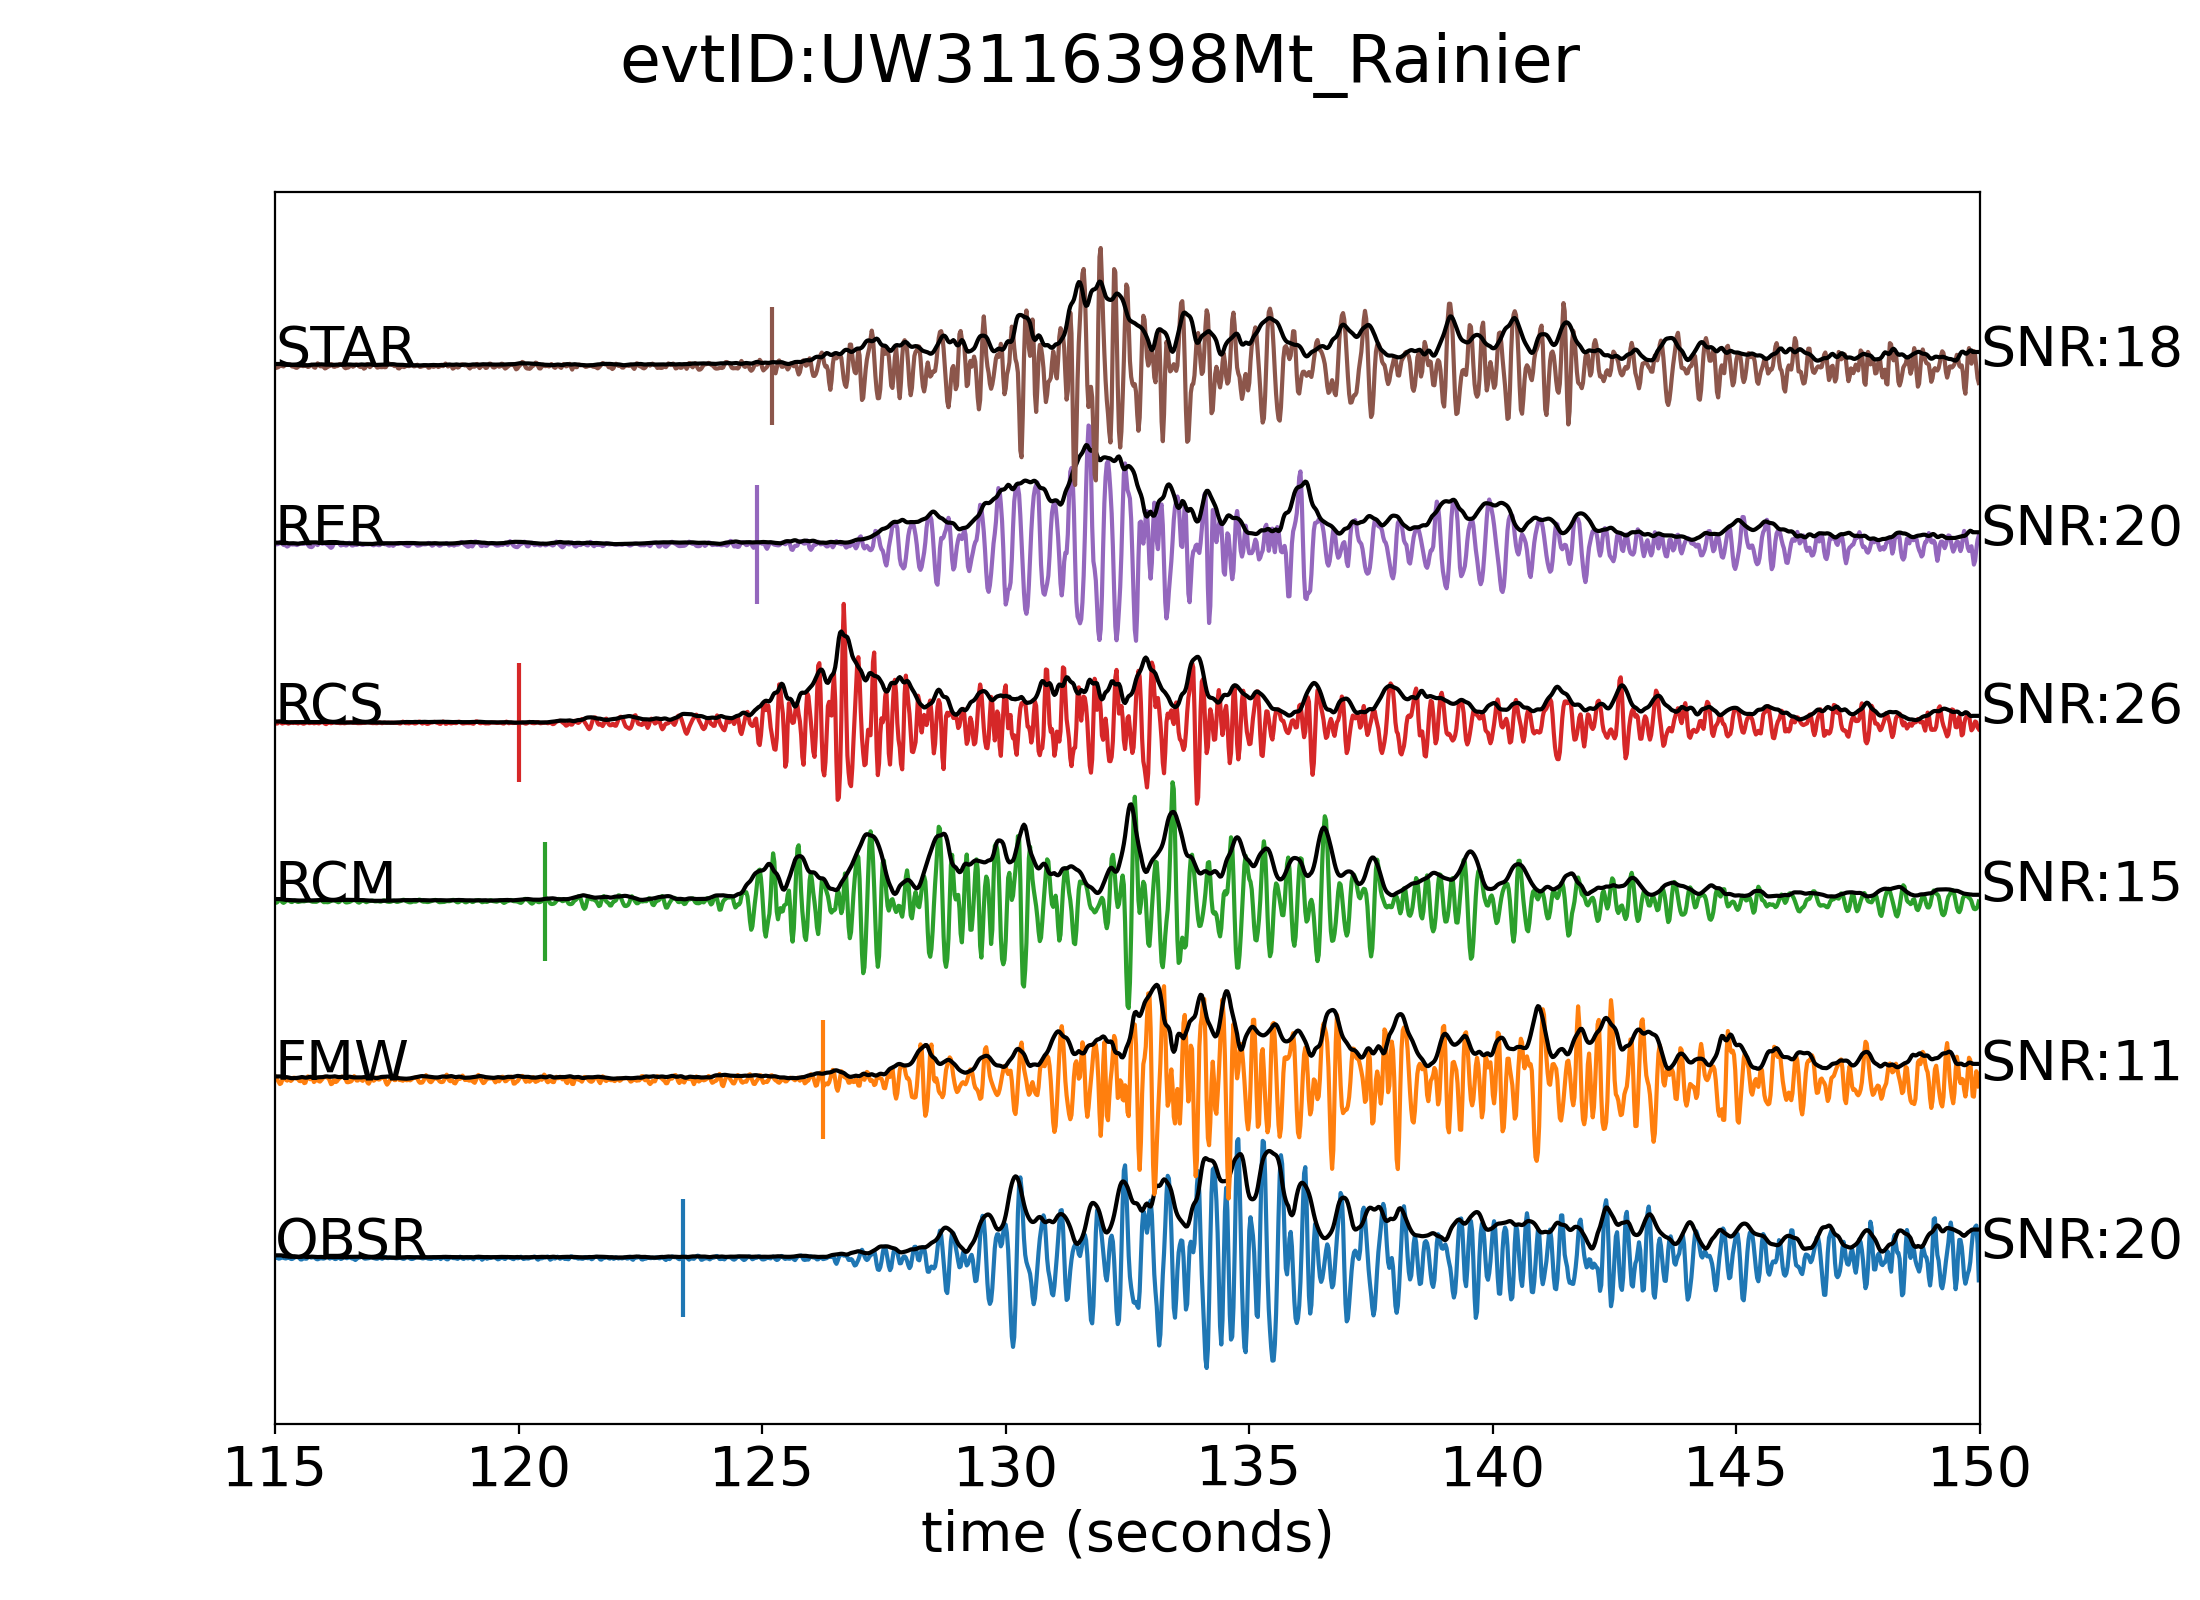 evtID:UW3116398Mt_Rainier
STAR SNR:18
RER SNR:20
RCS SNR:26
RCM SNR:15
FMW SNR:11
OBSR SNR:20
115 120 125 130 135 140 145 150
time (seconds)